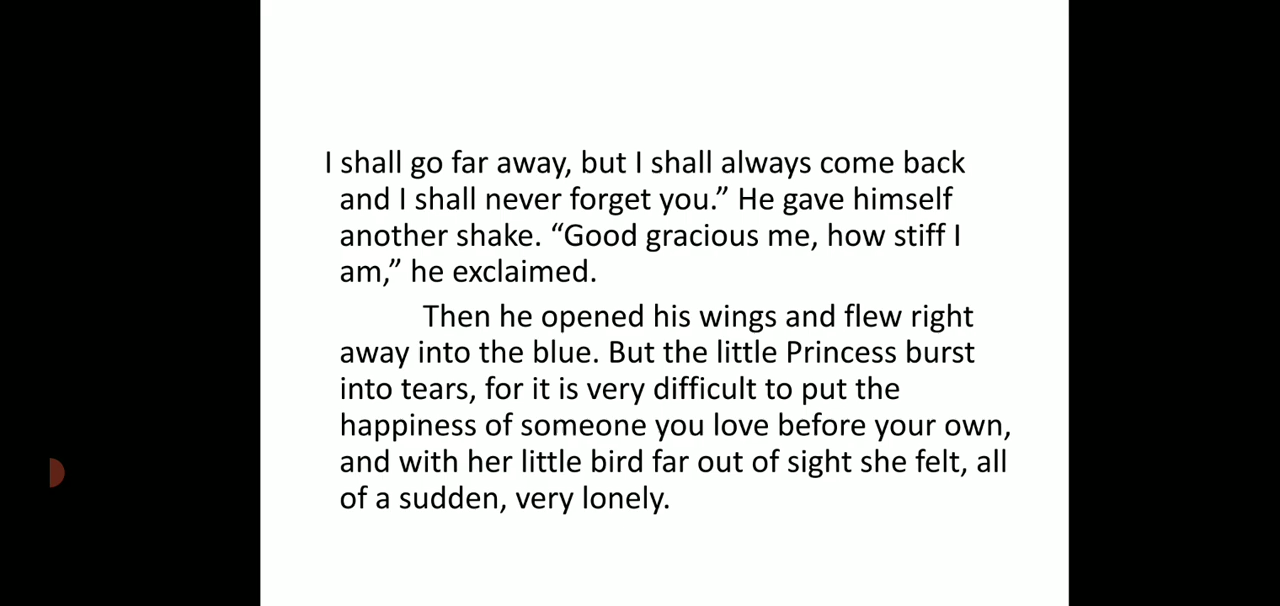 I shall go far away, but I shall always come back
and I shall never forget you.” He gave himself
another shake. “Good gracious me, how stiff I
am,” he exclaimed.
Then he opened his wings and flew right
away into the blue. But the little Princess burst
into tears, for it is very difficult to put the
happiness of someone you love before your own,
and with her little bird far out of sight she felt, all
of a sudden, very lonely.